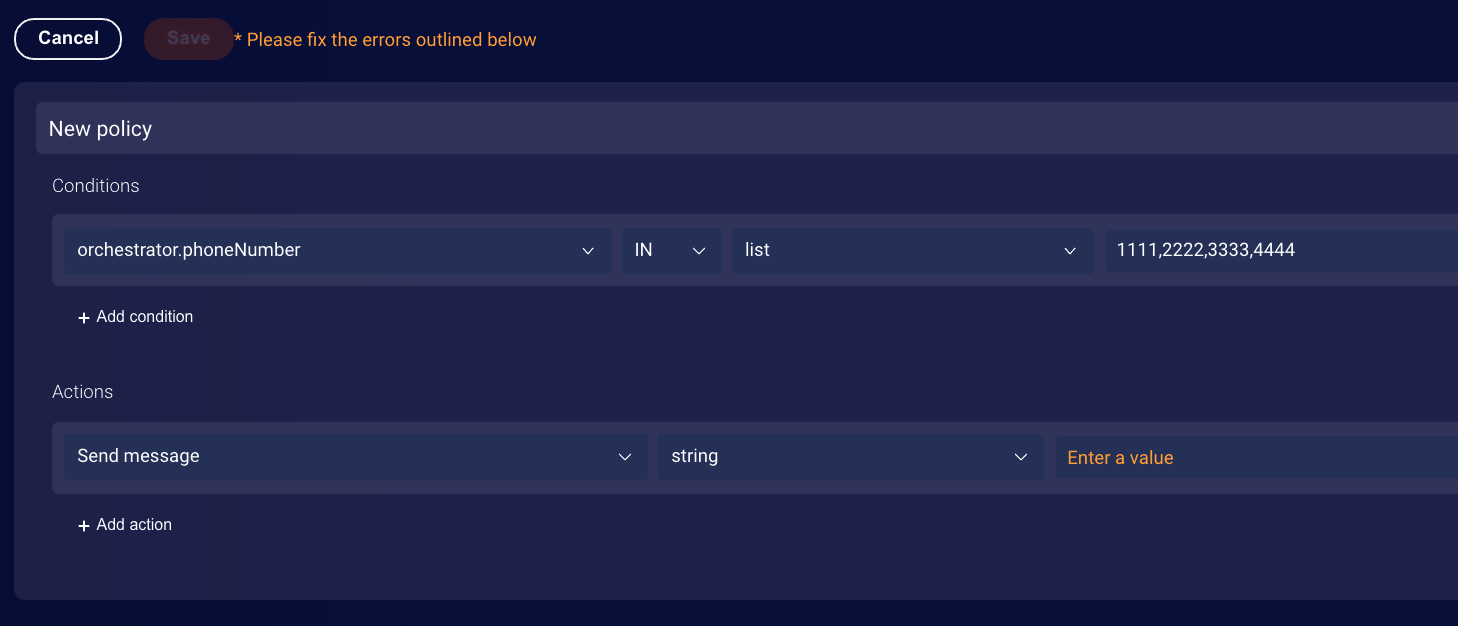 Cancel Save * Please fix the errors outlined below
New policy
Conditions
orchestrator.phoneNumber IN list 1111,2222,3333,4444
+ Add condition
Actions
Send message string Enter a value
+ Add action